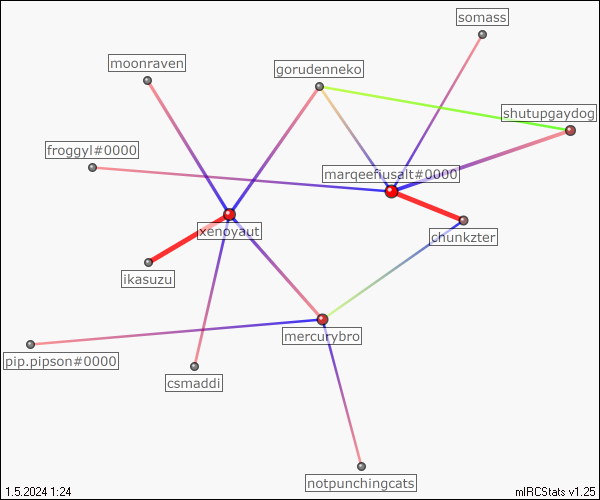 somass
moonraven
gorudenneko
shutupgaydog
froggyl#0000
marqeefiusalt#0000
xenoyaut
chunkzter
ikasuzu
mercurybro
pip.pipson#0000
csmaddi
notpunchingcats
1.5.2024 1:24
mIRCStats v1.25